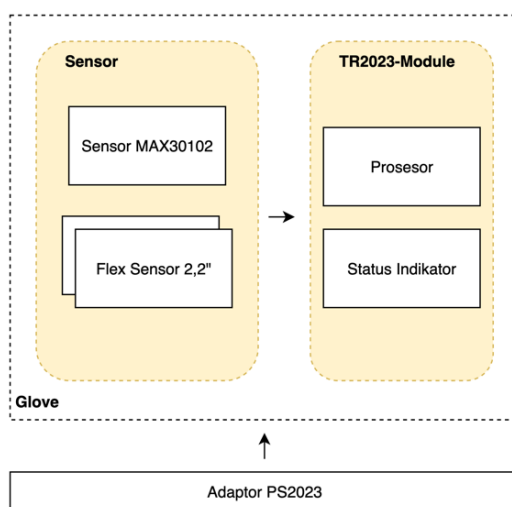 Sensor
Sensor MAX30102
Flex Sensor 2,2"
TR2023-Module
Prosesor
Status Indikator
Glove
Adaptor PS2023